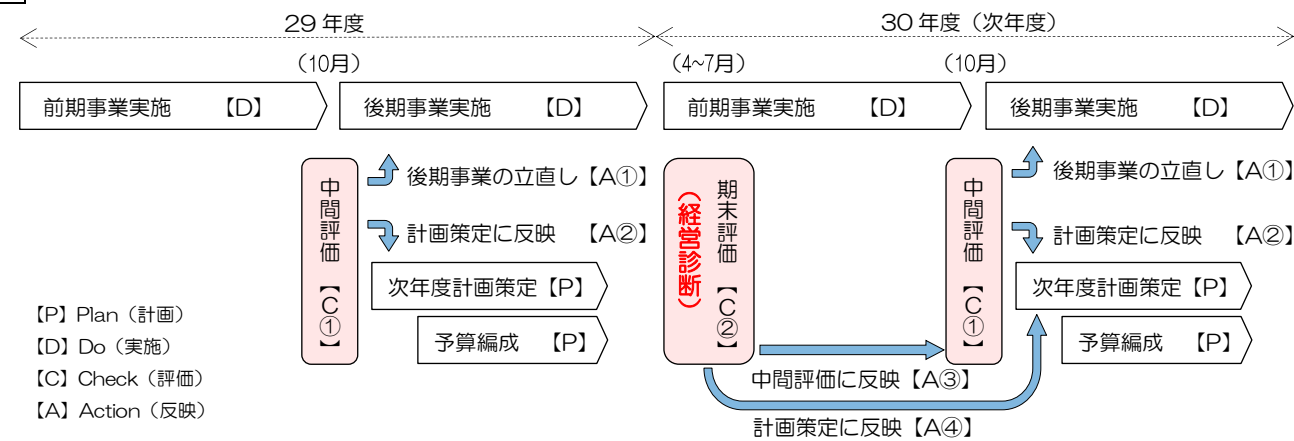 29年度
30年度（次年度）
（10月）
（4~7月）
（10月）
前期事業実施　【D】
後期事業実施　【D】
前期事業実施　【D】
後期事業実施　【D】
中間評価【C①】
後期事業の立直し【A①】
計画策定に反映　【A②】
次年度計画策定【P】
予算編成　【P】
期末評価【C②】
（経営診断）
中間評価【C①】
後期事業の立直し【A①】
計画策定に反映　【A②】
次年度計画策定【P】
予算編成　【P】
中間評価に反映【A③】
計画策定に反映【A④】
【P】Plan（計画）
【D】Do（実施）
【C】Check（評価）
【A】Action（反映）